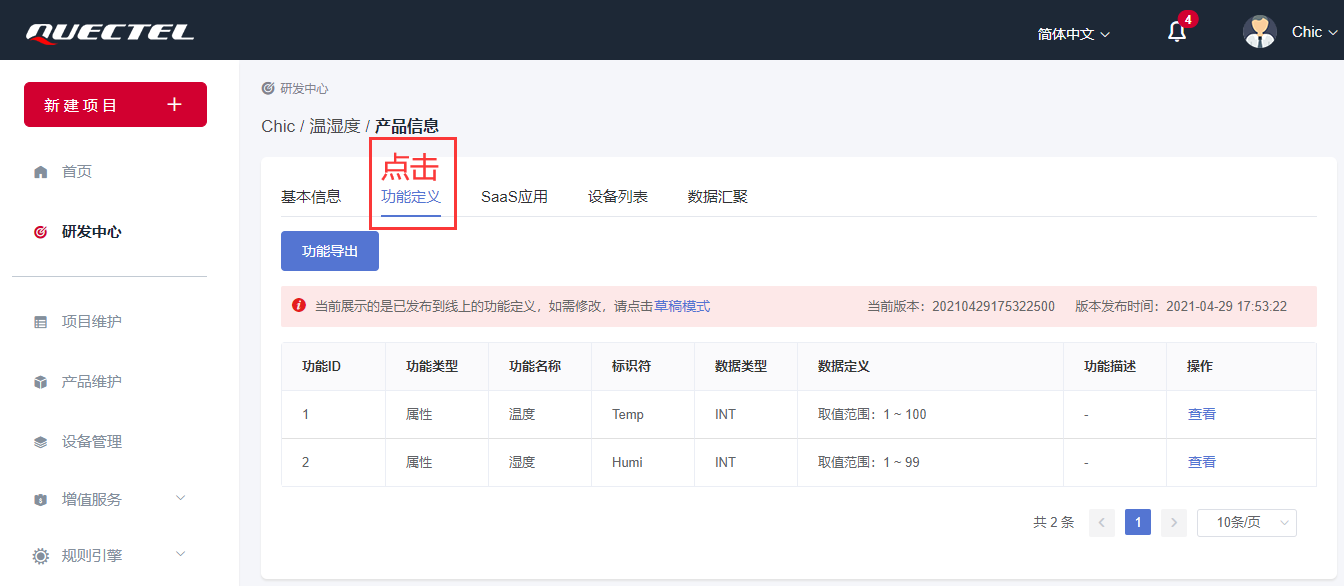 QUECTEL
简体中文
4
Chic
新建项目 +
首页
研发中心
项目维护
产品维护
设备管理
增值服务
规则引擎
研发中心
Chic / 温湿度 / 产品信息
点击
基本信息 功能定义 SaaS应用 设备列表 数据汇聚
功能导出
当前展示的是已发布到线上的功能定义，如需修改，请点击草稿模式 当前版本：20210429175322500 版本发布时间：2021-04-29 17:53:22
功能ID 功能类型 功能名称 标识符 数据类型 数据定义 功能描述 操作
1 属性 温度 Temp INT 取值范围：1 ~ 100 - 查看
2 属性 湿度 Humi INT 取值范围：1 ~ 99 - 查看
共 2 条 < 1 > 10条/页